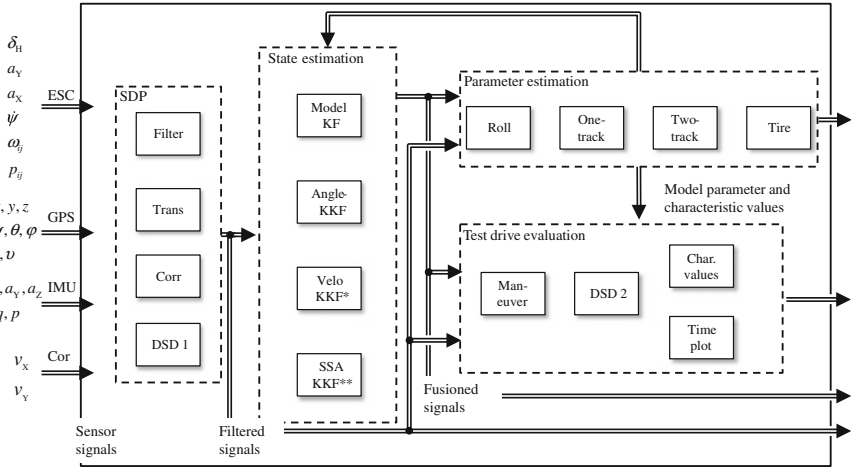 δH
aY
aX
ψ̇
ωij
pij
ESC
, y, z
, θ, φ
, υ
GPS
, aY, aZ
q, p
IMU
vX
vY
Cor
Sensor
signals
SDP
Filter
Trans
Corr
DSD 1
Filtered
signals
State estimation
Model
KF
Angle-
KKF
Velo
KKF*
SSA
KKF**
Fusioned
signals
Parameter estimation
Roll
One-
track
Two-
track
Tire
Model parameter and
characteristic values
Test drive evaluation
Man-
euver
DSD 2
Char.
values
Time
plot